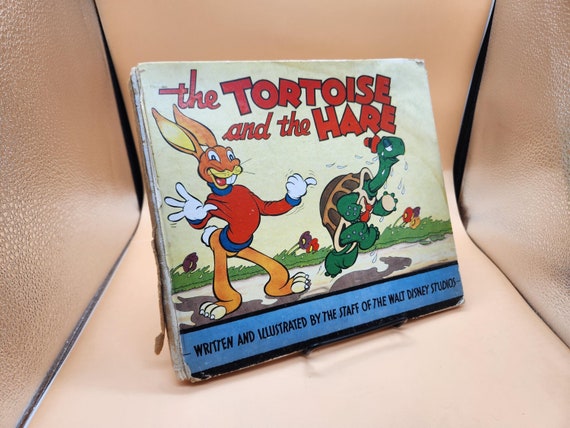 the TORTOISE
and the HARE
WRITTEN AND ILLUSTRATED BY THE STAFF OF THE WALT DISNEY STUDIOS